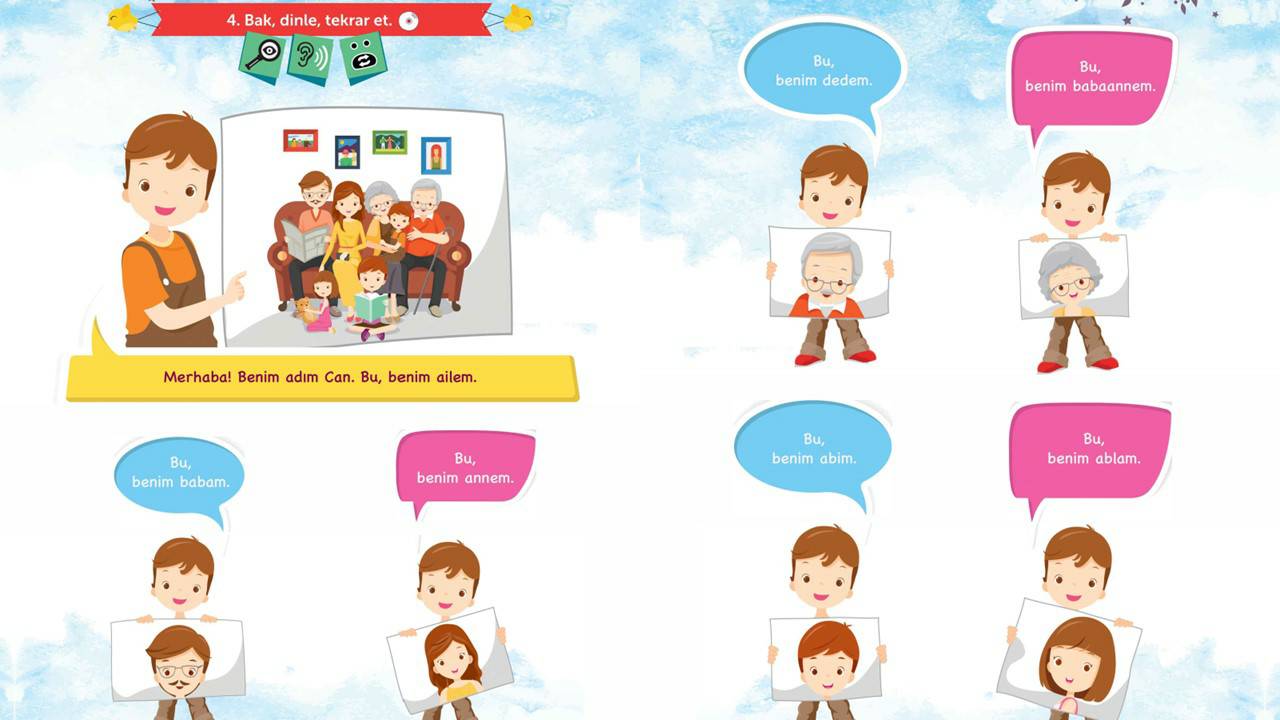 4. Bak, dinle, tekrar et.
Merhaba! Benim adım Can. Bu, benim ailem.
Bu,
benim dedem.
Bu,
benim babaannem.
Bu,
benim babam.
Bu,
benim annem.
Bu,
benim abim.
Bu,
benim ablam.